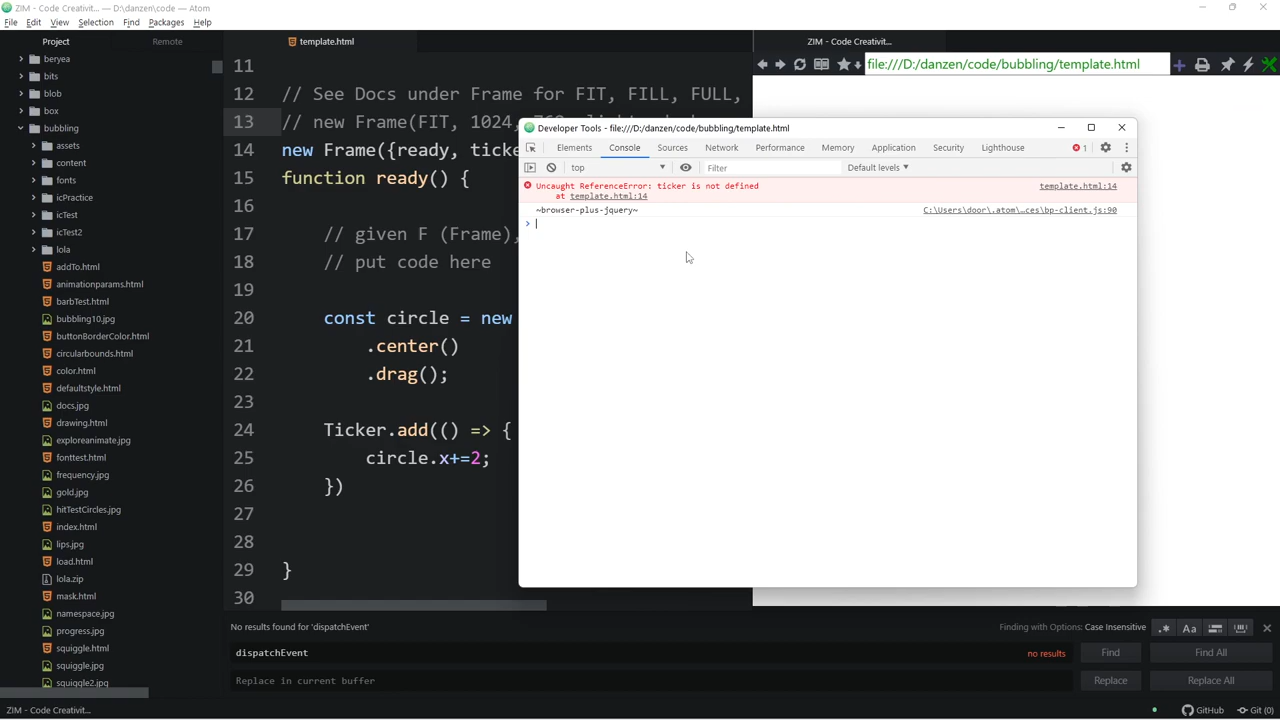 ZIM - Code Creativit... — D:\danzen\code — Atom
File Edit View Selection Find Packages Help
Project Remote
template.html
ZIM - Code Creativit...
file:///D:/danzen/code/bubbling/template.html
beryea
bits
blob
box
bubbling
assets
content
fonts
icPractice
icTest
icTest2
lola
addTo.html
animationparams.html
barbTest.html
bubbling10.jpg
buttonBorderColor.html
circularbounds.html
color.html
defaultstyle.html
docs.jpg
drawing.html
exploreanimate.jpg
fonttest.html
frequency.jpg
gold.jpg
hitTestCircles.jpg
index.html
lips.jpg
load.html
lola.zip
mask.html
namespace.jpg
progress.jpg
squiggle.html
squiggle.jpg
squiggle2.jpg
11
12 // See Docs under Frame for FIT, FILL, FULL,
13 // new Frame(FIT, 1024,
14 new Frame({ready, ticke
15 function ready() {
16
17 // given F (Frame),
18 // put code here
19
20 const circle = new
21 .center()
22 .drag();
23
24 Ticker.add(() => {
25 circle.x+=2;
26 })
27
28
29 }
30
Developer Tools - file:///D:/danzen/code/bubbling/template.html
Elements Console Sources Network Performance Memory Application Security Lighthouse 1
top Filter Default levels
Uncaught ReferenceError: ticker is not defined template.html:14
at template.html:14
~browser-plus-jquery~ C:\Users\door\.atom\…ces\bp-client.js:90
No results found for 'dispatchEvent' Finding with Options: Case Insensitive .* Aa
dispatchEvent no results Find Find All
Replace in current buffer Replace Replace All
ZIM - Code Creativit... GitHub Git (0)